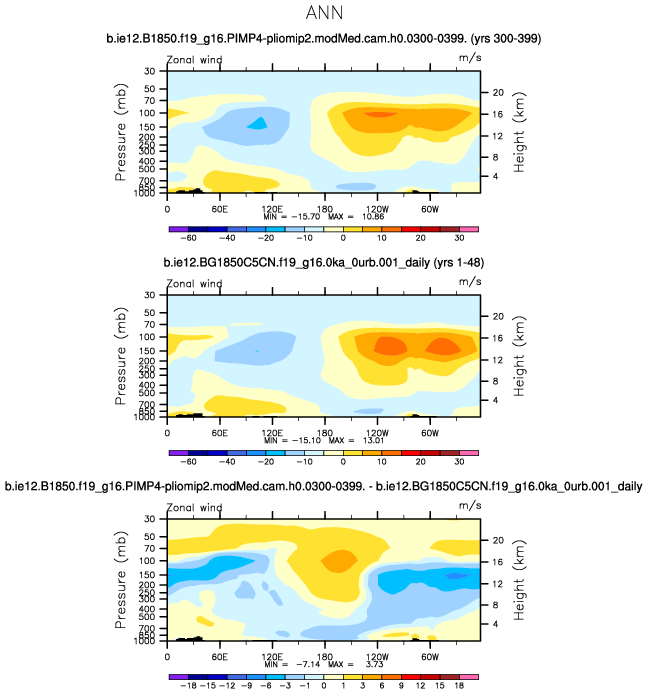 ANN
b.ie12.B1850.f19_g16.PIMP4-pliomip2.modMed.cam.h0.0300-0399. (yrs 300-399)
Zonal wind m/s
Pressure (mb)
30
50
70
100
150
200
250
300
400
500
700
850
1000
20
16
12
8
4
Height (km)
0 60E 120E 180 120W 60W
MIN = -15.70 MAX = 10.86
-60 -40 -20 -10 0 10 20 30
b.ie12.BG1850C5CN.f19_g16.0ka_0urb.001_daily (yrs 1-48)
Zonal wind m/s
Pressure (mb)
30
50
70
100
150
200
250
300
400
500
700
850
1000
20
16
12
8
4
Height (km)
0 60E 120E 180 120W 60W
MIN = -15.10 MAX = 13.01
-60 -40 -20 -10 0 10 20 30
b.ie12.B1850.f19_g16.PIMP4-pliomip2.modMed.cam.h0.0300-0399. - b.ie12.BG1850C5CN.f19_g16.0ka_0urb.001_daily
Zonal wind m/s
Pressure (mb)
30
50
70
100
150
200
250
300
400
500
700
850
1000
20
16
12
8
4
Height (km)
0 60E 120E 180 120W 60W
MIN = -7.14 MAX = 3.73
-18 -15 -12 -9 -6 -3 -1 0 1 3 6 9 12 15 18